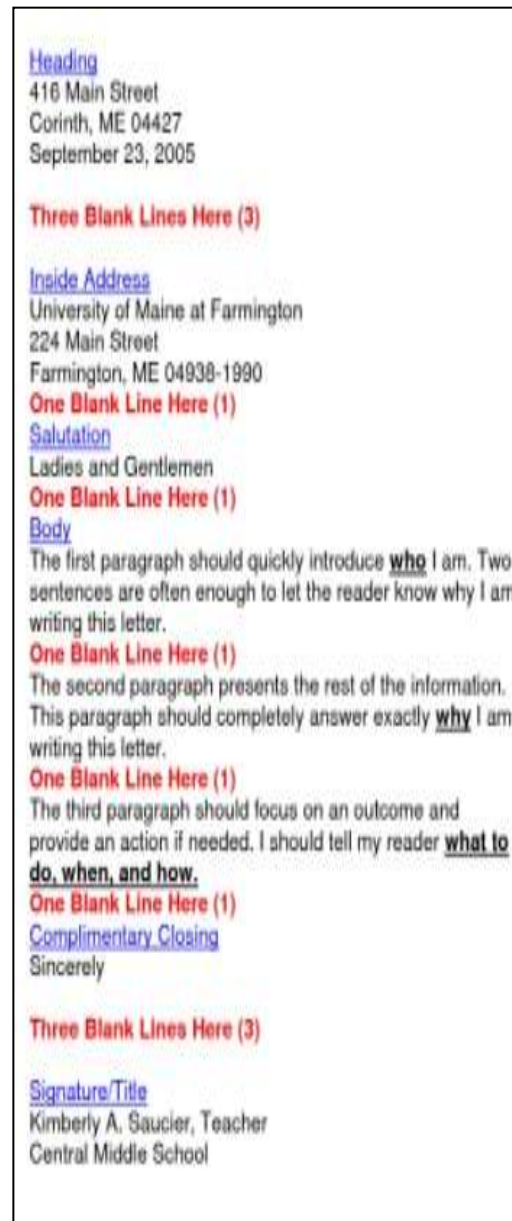 Heading
416 Main Street
Corinth, ME 04427
September 23, 2005
Three Blank Lines Here (3)
Inside Address
University of Maine at Farmington
224 Main Street
Farmington, ME 04938-1990
One Blank Line Here (1)
Salutation
Ladies and Gentlemen
One Blank Line Here (1)
Body
The first paragraph should quickly introduce who I am. Two
sentences are often enough to let the reader know why I am
writing this letter.
One Blank Line Here (1)
The second paragraph presents the rest of the information.
This paragraph should completely answer exactly why I am
writing this letter.
One Blank Line Here (1)
The third paragraph should focus on an outcome and
provide an action if needed. I should tell my reader what to
do, when, and how.
One Blank Line Here (1)
Complimentary Closing
Sincerely
Three Blank Lines Here (3)
Signature/Title
Kimberly A. Saucier, Teacher
Central Middle School